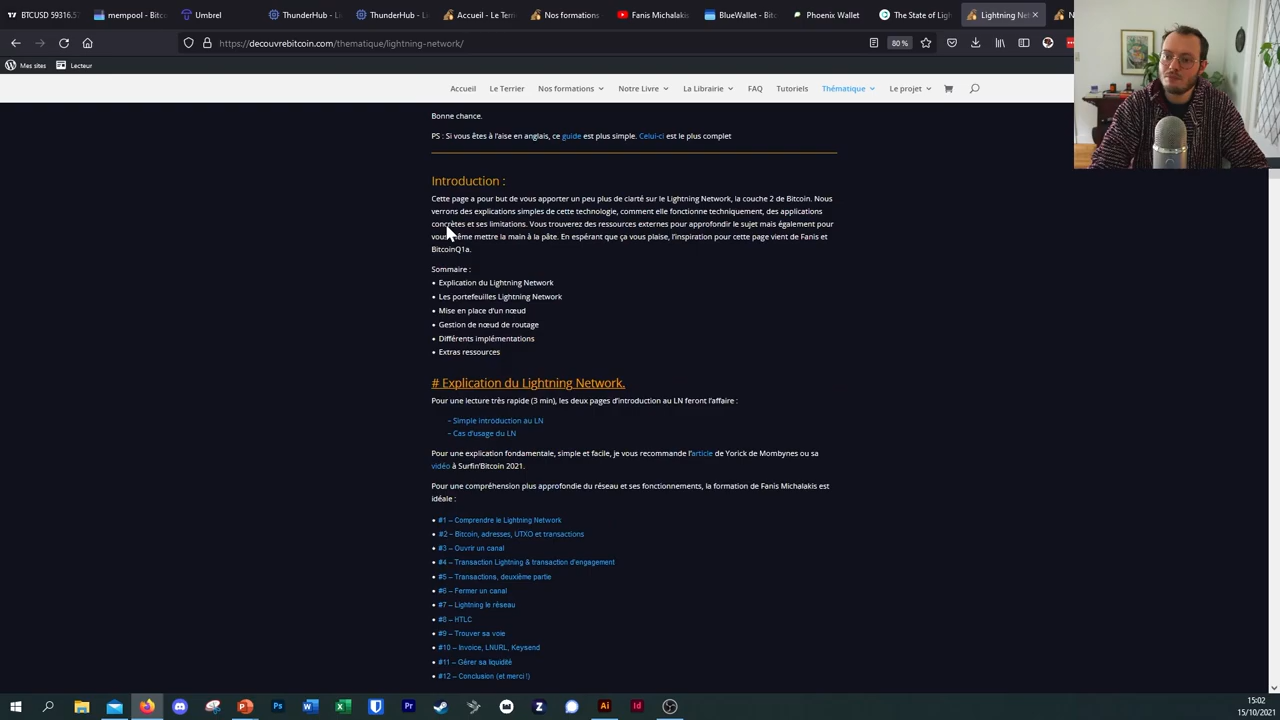 BTCUSD 59316.5
mempool - Bitc
Umbrel
ThunderHub - Li
ThunderHub - Li
Accueil - Le Terr
Nos formations
Fanis Michalakis
BlueWallet - Bitc
Phoenix Wallet
The State of Ligh
Lightning Net
https://decouvrebitcoin.com/thematique/lightning-network/
80 %
Mes sites
Lecteur
Accueil
Le Terrier
Nos formations
Notre Livre
La Librairie
FAQ
Tutoriels
Thématique
Le projet
Bonne chance.
PS : Si vous êtes à l'aise en anglais, ce guide est plus simple. Celui-ci est le plus complet
Introduction :
Cette page a pour but de vous apporter un peu plus de clarté sur le Lightning Network, la couche 2 de Bitcoin. Nous
verrons des explications simples de cette technologie, comment elle fonctionne techniquement, des applications
concrètes et ses limitations. Vous trouverez des ressources externes pour approfondir le sujet mais également pour
vous même mettre la main à la pâte. En espérant que ça vous plaise, l'inspiration pour cette page vient de Fanis et
BitcoinQ1a.
Sommaire :
• Explication du Lightning Network
• Les portefeuilles Lightning Network
• Mise en place d'un nœud
• Gestion de nœud de routage
• Différents implémentations
• Extras ressources
# Explication du Lightning Network.
Pour une lecture très rapide (3 min), les deux pages d'introduction au LN feront l'affaire :
– Simple introduction au LN
– Cas d'usage du LN
Pour une explication fondamentale, simple et facile, je vous recommande l'article de Yorick de Mombynes ou sa
vidéo à Surfin'Bitcoin 2021.
Pour une compréhension plus approfondie du réseau et ses fonctionnements, la formation de Fanis Michalakis est
idéale :
• #1 – Comprendre le Lightning Network
• #2 – Bitcoin, adresses, UTXO et transactions
• #3 – Ouvrir un canal
• #4 – Transaction Lightning & transaction d'engagement
• #5 – Transactions, deuxième partie
• #6 – Fermer un canal
• #7 – Lightning le réseau
• #8 – HTLC
• #9 – Trouver sa voie
• #10 – Invoice, LNURL, Keysend
• #11 – Gérer sa liquidité
• #12 – Conclusion (et merci !)
15:02
15/10/2021